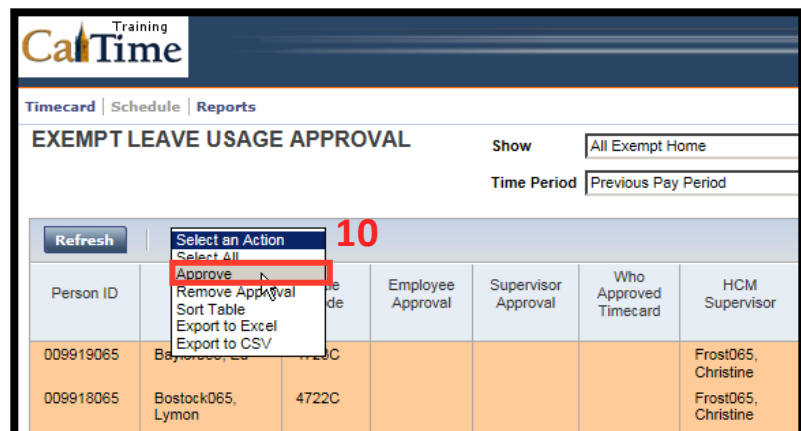 Training
CalTime
Timecard | Schedule | Reports
EXEMPT LEAVE USAGE APPROVAL
Show
All Exempt Home
Time Period
Previous Pay Period
Refresh
Select an Action
10
Select All
Approve
Remove Approval
Sort Table
Export to Excel
Export to CSV
Person ID
Employee
Approval
Supervisor
Approval
Who
Approved
Timecard
HCM
Supervisor
009919065
Frost065,
Christine
009918065
Bostock065,
Lymon
4722C
Frost065,
Christine